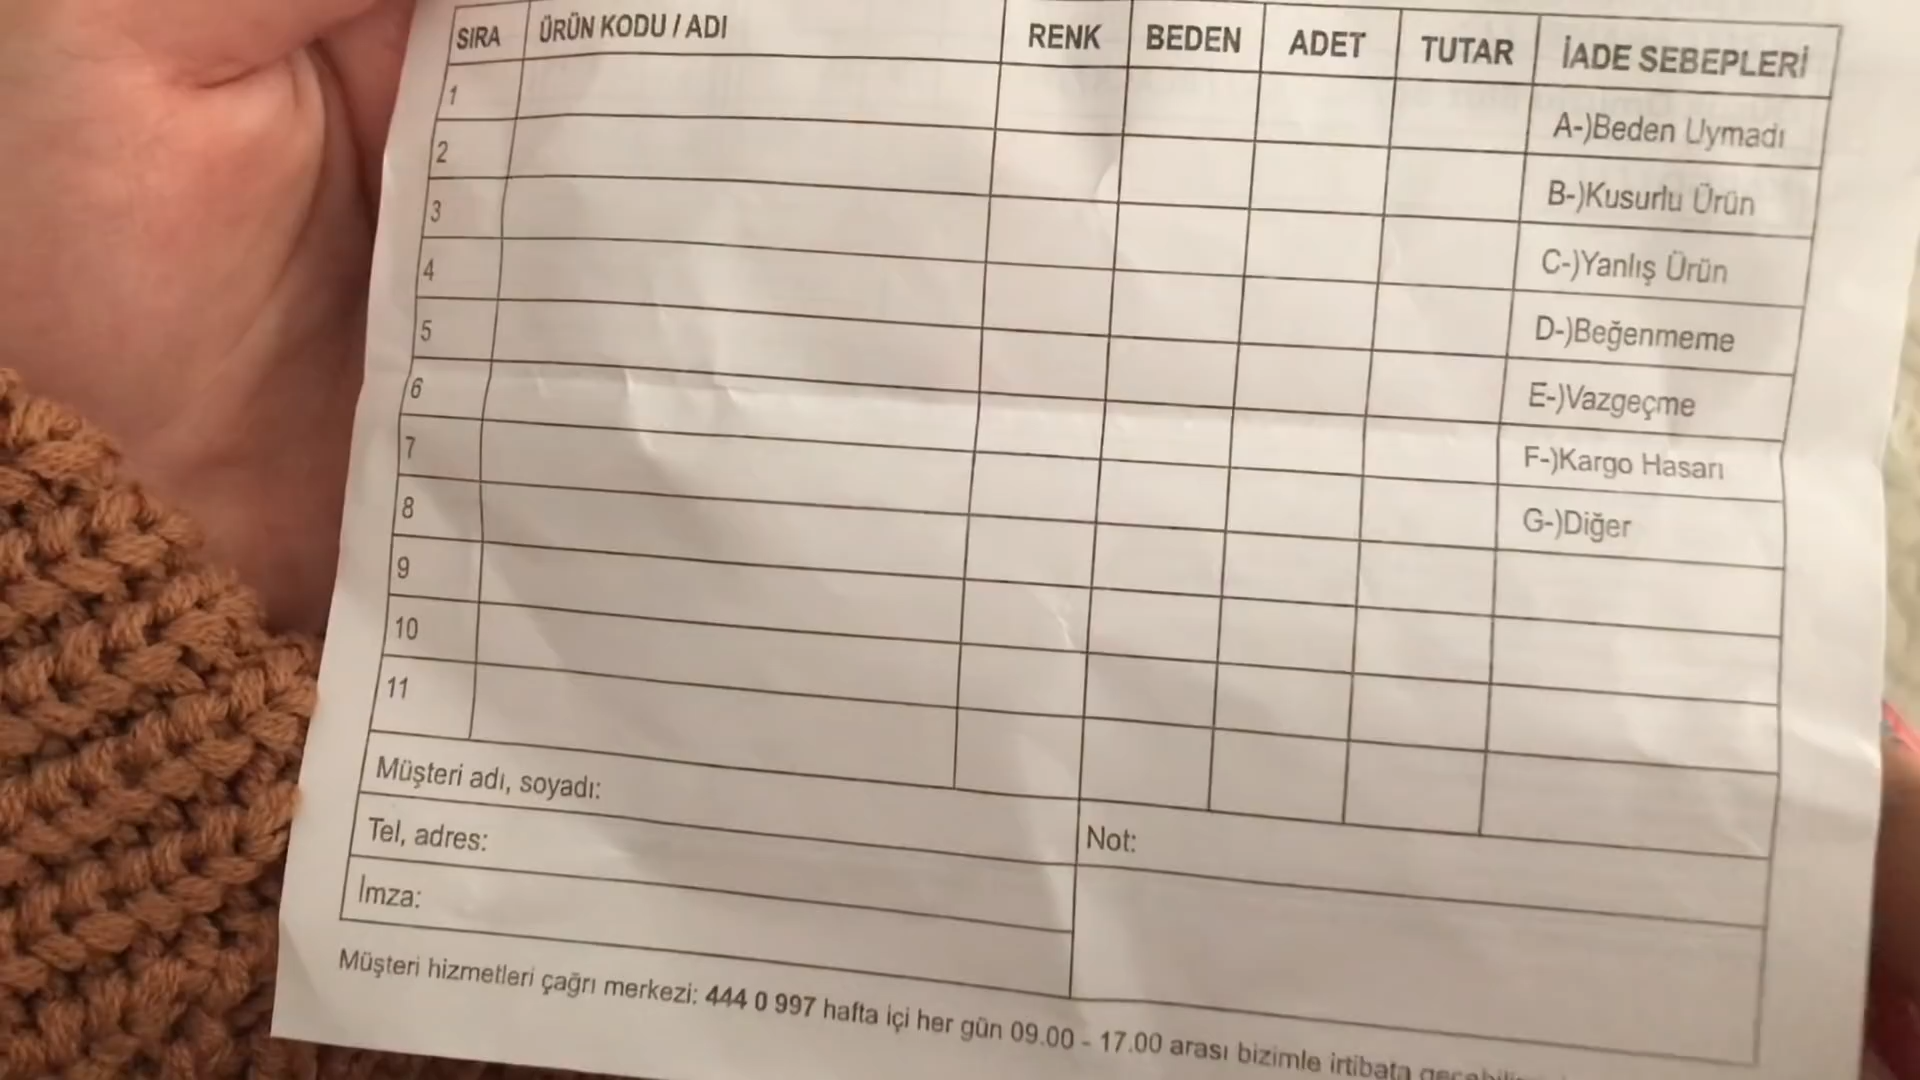 SIRA ÜRÜN KODU / ADI RENK BEDEN ADET TUTAR İADE SEBEPLERİ
1 A-)Beden Uymadı
2 B-)Kusurlu Ürün
3 C-)Yanlış Ürün
4 D-)Beğenmeme
5 E-)Vazgeçme
6 F-)Kargo Hasarı
7 G-)Diğer
8
9
10
11
Müşteri adı, soyadı:
Tel, adres:
İmza:
Not:
Müşteri hizmetleri çağrı merkezi: 444 0 997 hafta içi her gün 09.00 - 17.00 arası bizimle irtibata